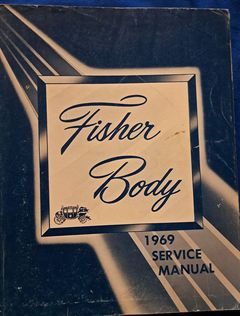 Fisher
Body
1969
SERVICE
MANUAL